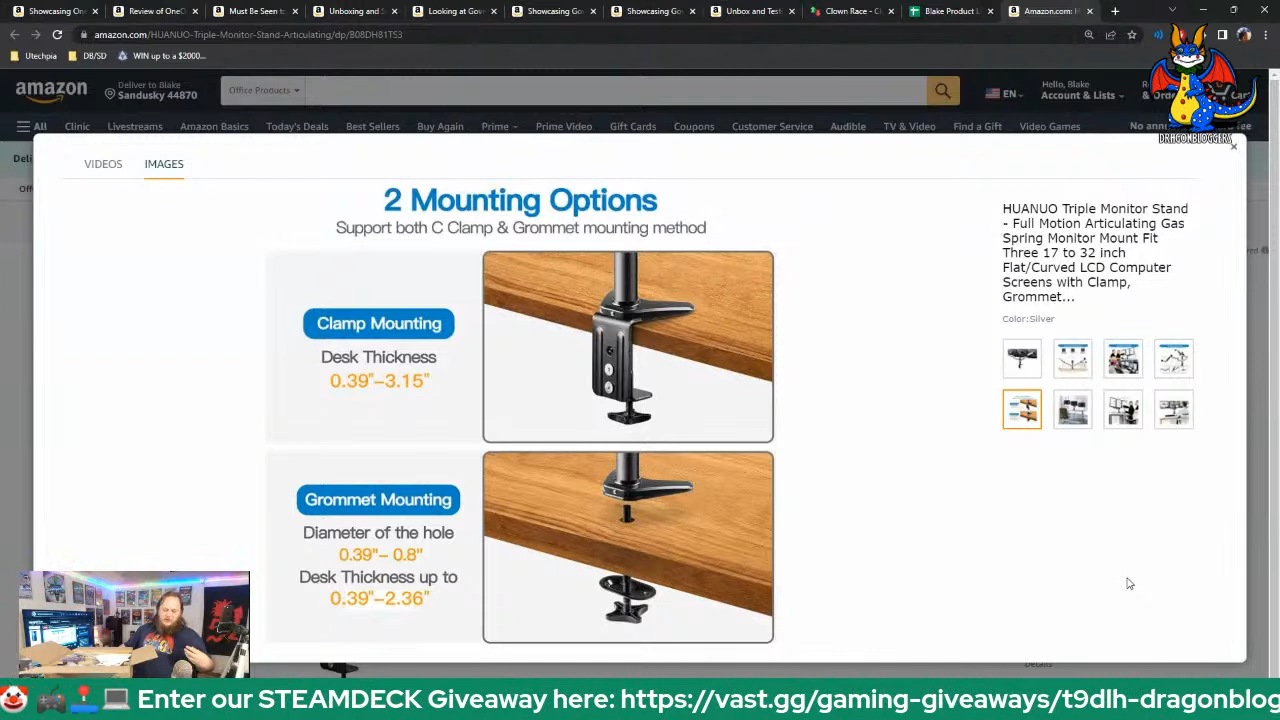 Showcasing On
Review of OneC
Must Be Seen to
Unboxing and S
Looking at Gov
Showcasing Go
Showcasing Go
Unbox and Test
Clown Race - Cl
Blake Product L
Amazon.com: H
amazon.com/HUANUO-Triple-Monitor-Stand-Articulating/dp/B08DH81TS3
Utechpia
DB/SD
WIN up to a $2000...
amazon
Deliver to Blake
Sandusky 44870
Office Products
EN
Hello, Blake
Account & Lists
& Orde
Cart
All
Clinic
Livestreams
Amazon Basics
Today's Deals
Best Sellers
Buy Again
Prime
Prime Video
Gift Cards
Coupons
Customer Service
Audible
TV & Video
Find a Gift
Video Games
DRAGONBLOGGERS
Deli
VIDEOS
IMAGES
2 Mounting Options
Support both C Clamp & Grommet mounting method
Clamp Mounting
Desk Thickness
0.39"-3.15"
Grommet Mounting
Diameter of the hole
0.39"- 0.8"
Desk Thickness up to
0.39"-2.36"
HUANUO Triple Monitor Stand
- Full Motion Articulating Gas
Spring Monitor Mount Fit
Three 17 to 32 inch
Flat/Curved LCD Computer
Screens with Clamp,
Grommet...
Color:Silver
Details
Enter our STEAMDECK Giveaway here: https://vast.gg/gaming-giveaways/t9dlh-dragonblog